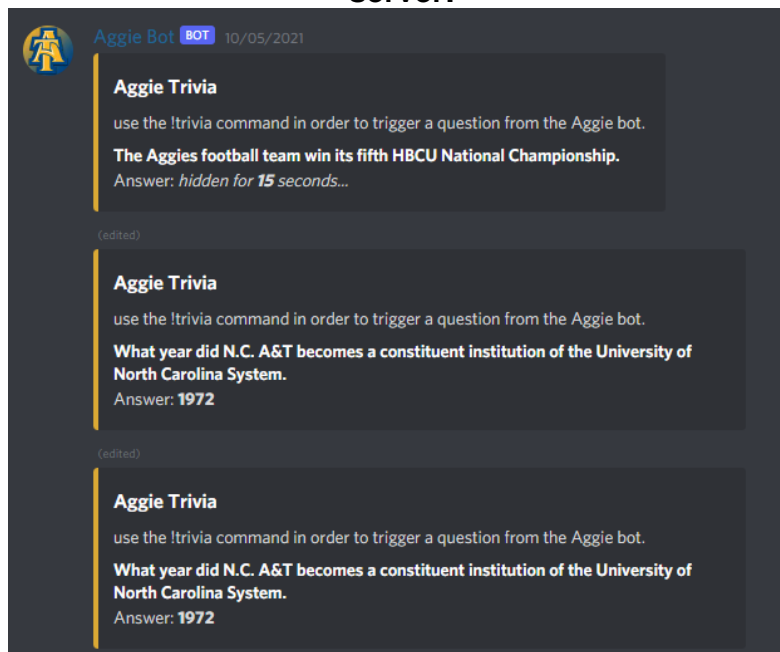 Aggie Bot BOT 10/05/2021
Aggie Trivia
use the !trivia command in order to trigger a question from the Aggie bot.
The Aggies football team win its fifth HBCU National Championship.
Answer: hidden for 15 seconds...
(edited)
Aggie Trivia
use the !trivia command in order to trigger a question from the Aggie bot.
What year did N.C. A&T becomes a constituent institution of the University of
North Carolina System.
Answer: 1972
(edited)
Aggie Trivia
use the !trivia command in order to trigger a question from the Aggie bot.
What year did N.C. A&T becomes a constituent institution of the University of
North Carolina System.
Answer: 1972